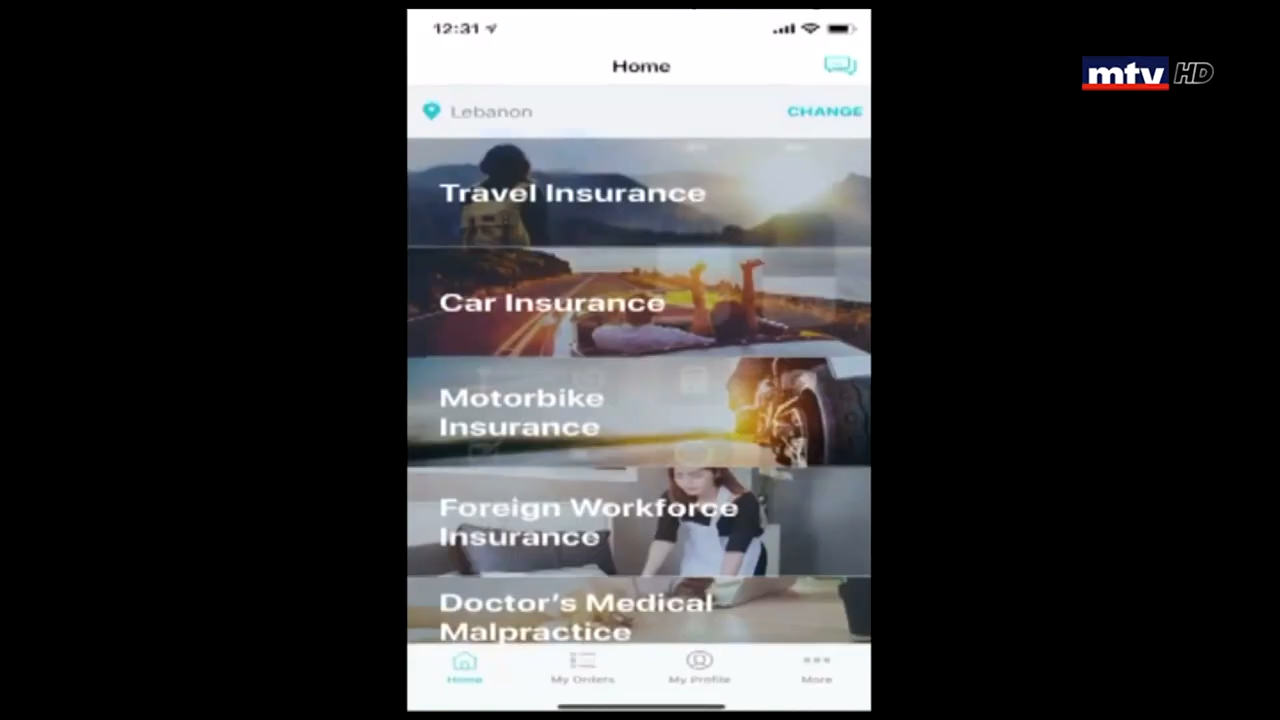 12:31
Home
mtv HD
Lebanon
CHANGE
Travel Insurance
Car Insurance
Motorbike
Insurance
Foreign Workforce
Insurance
Doctor's Medical
Malpractice
Home
My Orders
My Profile
More